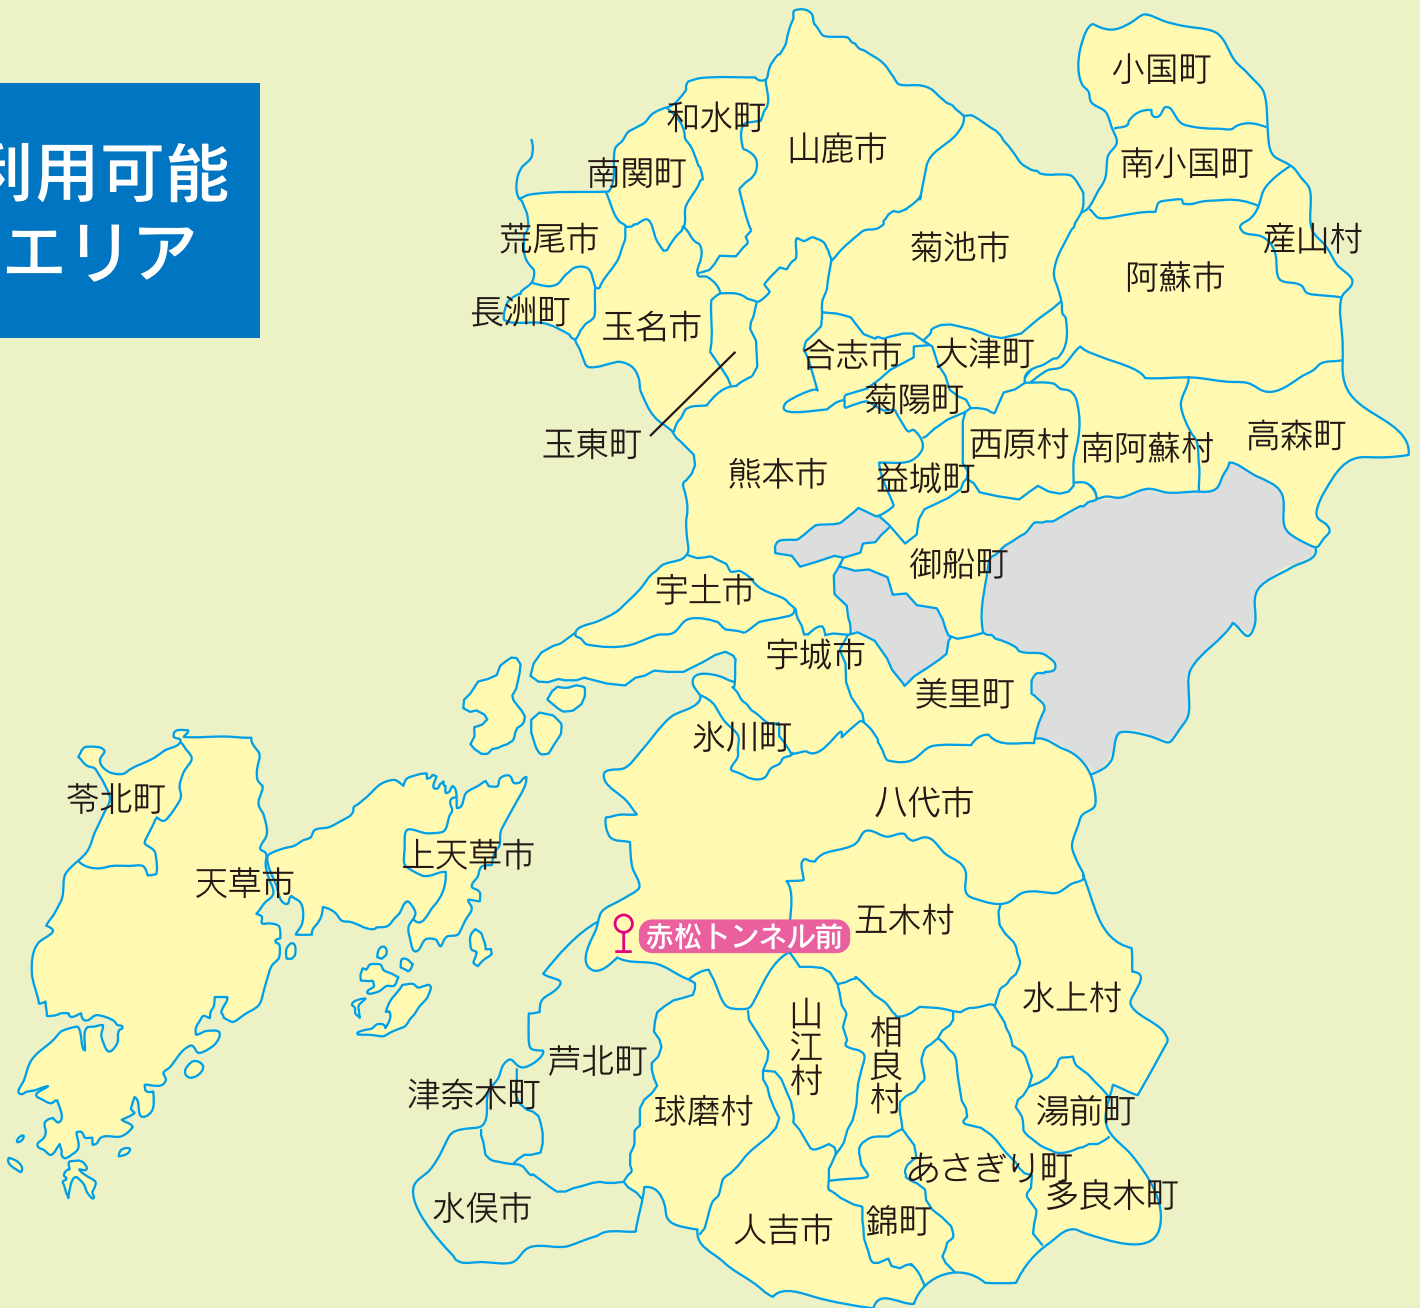 利用可能
エリア
小国町
和水町
山鹿市
南小国町
南関町
荒尾市
菊池市
産山村
阿蘇市
長洲町
玉名市
合志市
大津町
菊陽町
玉東町
西原村
南阿蘇村
高森町
熊本市
益城町
御船町
宇土市
宇城市
美里町
氷川町
苓北町
八代市
上天草市
天草市
赤松トンネル前
五木村
水上村
山江村
相良村
芦北町
津奈木町
球磨村
湯前町
あさぎり町
多良木町
水俣市
人吉市
錦町